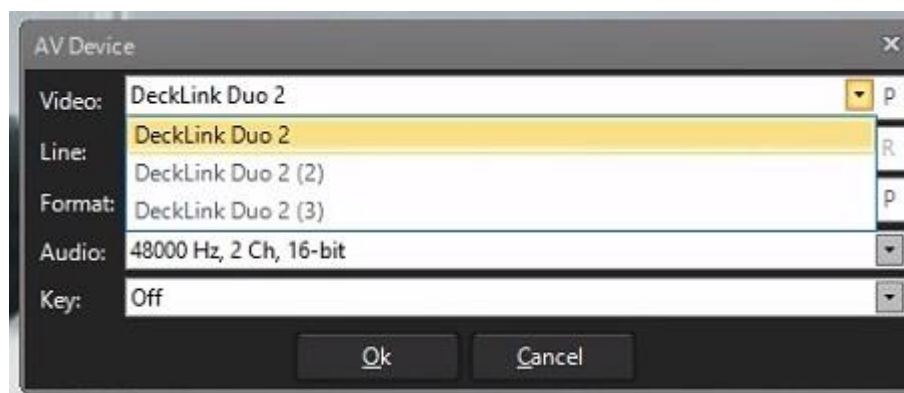 AV Device
Video: DeckLink Duo 2 P
DeckLink Duo 2
Line: R
DeckLink Duo 2 (2)
Format: P
DeckLink Duo 2 (3)
Audio: 48000 Hz, 2 Ch, 16-bit
Key: Off
Ok Cancel